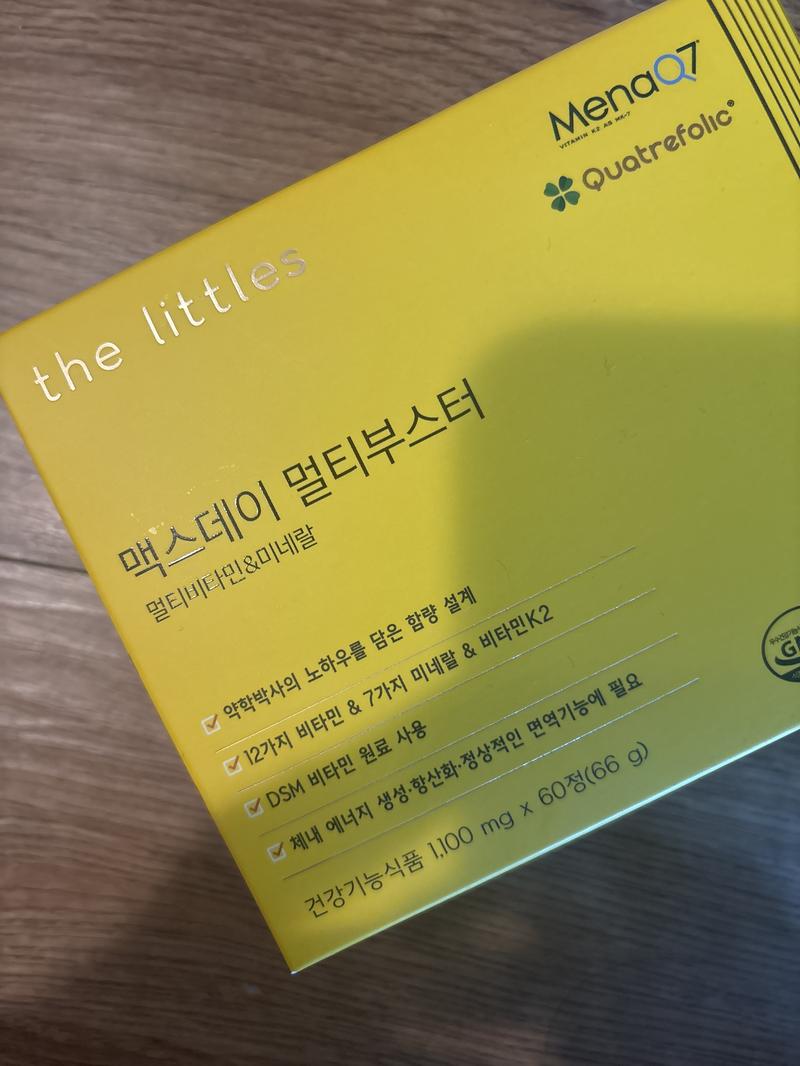 MenaQ7
VITAMIN K2 AS MK-7
Quatrefolic®
the littles
맥스데이 멀티부스터
멀티비타민&미네랄
약학박사의 노하우를 담은 함량 설계
12가지 비타민 & 7가지 미네랄 & 비타민K2
DSM 비타민 원료 사용
체내 에너지 생성·항산화·정상적인 면역기능에 필요
건강기능식품 1,100 mg x 60정(66 g)